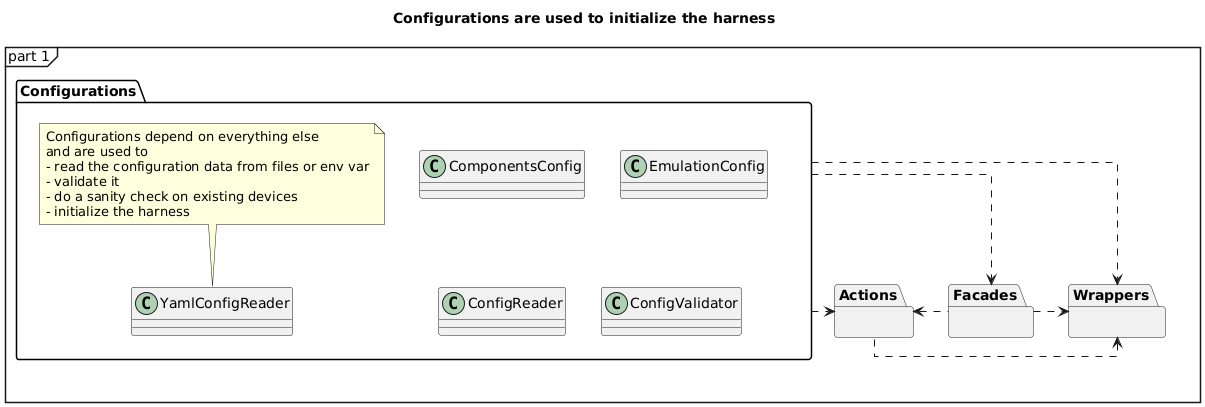 Configurations are used to initialize the harness
part 1
Configurations
Configurations depend on everything else
and are used to
- read the configuration data from files or env var
- validate it
- do a sanity check on existing devices
- initialize the harness
C ComponentsConfig
C EmulationConfig
C YamlConfigReader
C ConfigReader
C ConfigValidator
Actions
Facades
Wrappers